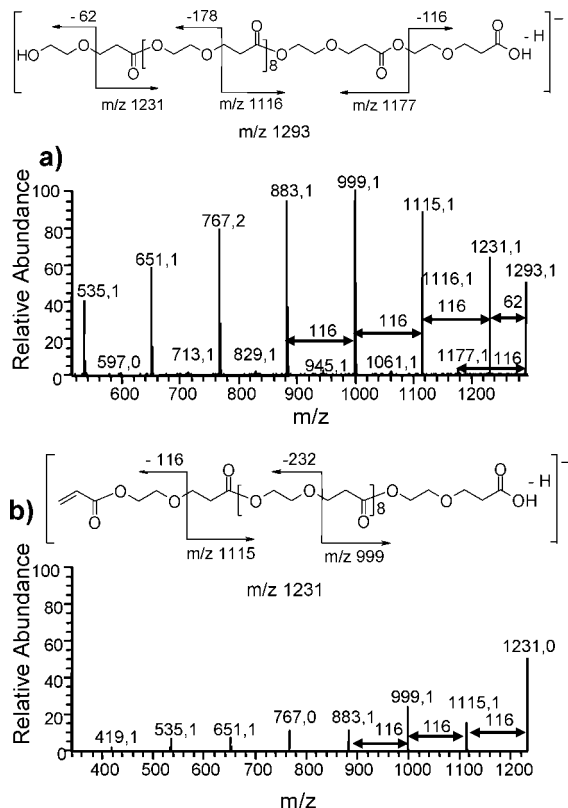 - 62
-178
-116
- H
−
HO
O
O
O
O
O
8
O
O
O
O
O
O
OH
m/z 1231
m/z 1116
m/z 1177
m/z 1293
a)
Relative Abundance
100
80
60
40
20
0
535,1
597,0
651,1
713,1
767,2
829,1
883,1
945,1
999,1
1061,1
1115,1
1116,1
1177,1
1231,1
1293,1
116
116
116
62
116
600 700 800 900 1000 1100 1200
m/z
b)
- 116
-232
- H
−
O
O
O
O
O
O
8
O
O
O
O
OH
m/z 1115
m/z 999
m/z 1231
Relative Abundance
100
80
60
40
20
0
419,1
535,1
651,1
767,0
883,1
999,1
1115,1
1231,0
116
116
116
400 500 600 700 800 900 1000 1100 1200
m/z